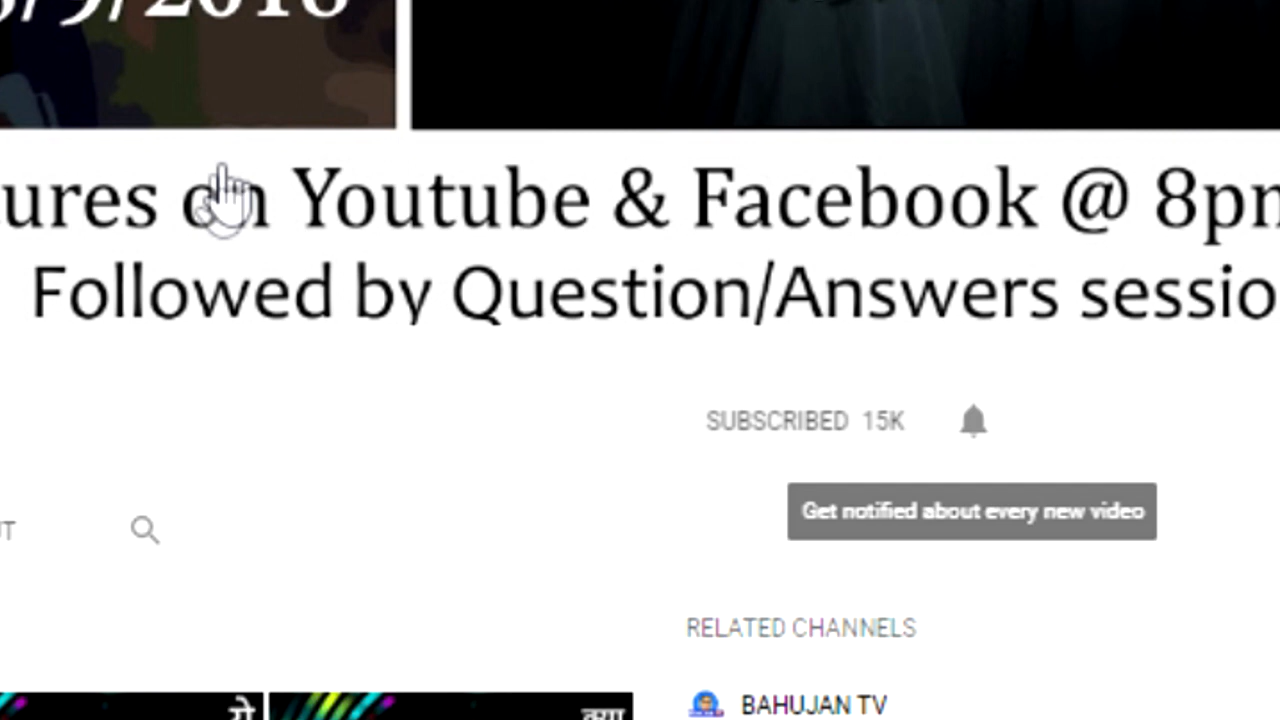 ures on Youtube & Facebook @ 8pm
Followed by Question/Answers sessio
SUBSCRIBED 15K
Get notified about every new video
UT
RELATED CHANNELS
BAHUJAN TV
ये
क्या